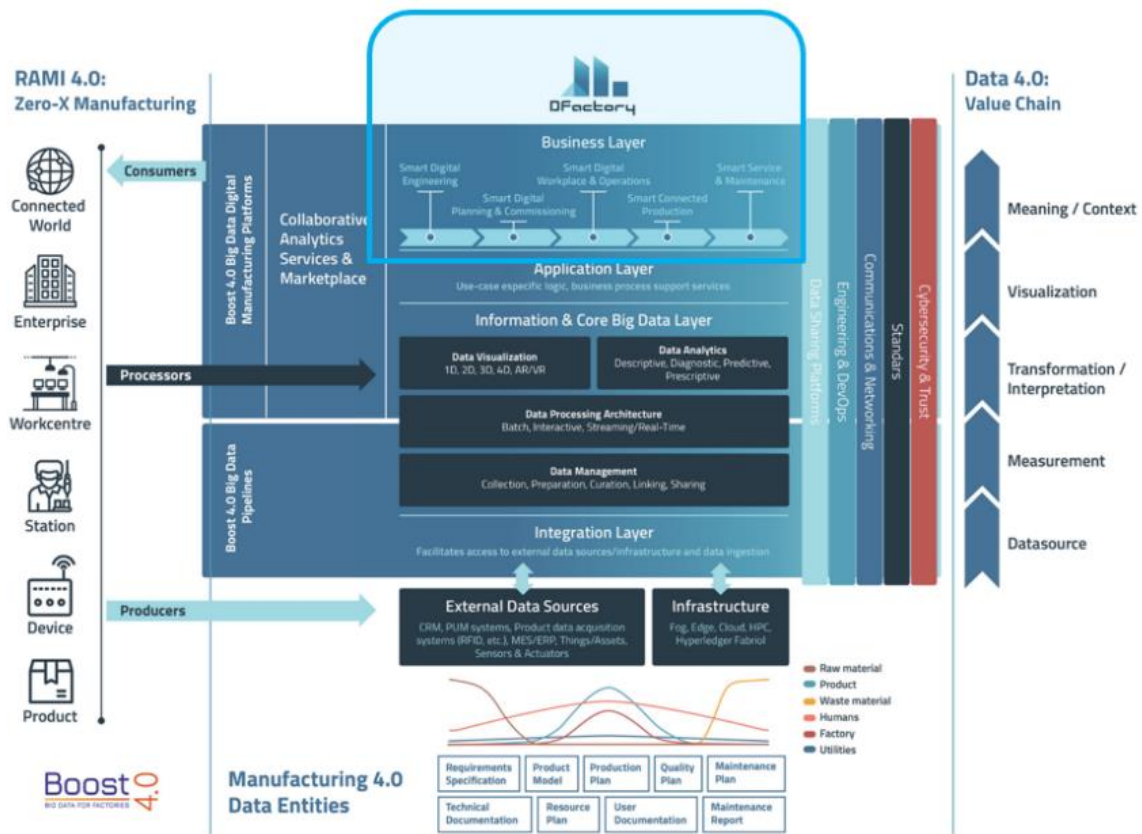 RAMI 4.0:
Zero-X Manufacturing
Connected
World
Enterprise
Workcentre
Station
Device
Product
Consumers
Processors
Producers
Boost 4.0 Big Data Digital
Manufacturing Platforms
Boost 4.0 Big Data
Pipelines
Collaborative
Analytics
Services &
Marketplace
DFactory
Business Layer
Smart Digital
Engineering
Smart Digital
Planning & Commissioning
Smart Digital
Workplace & Operations
Smart Connected
Production
Smart Service
& Maintenance
Application Layer
Use-case especific logic, business process support services
Information & Core Big Data Layer
Data Visualization
1D, 2D, 3D, 4D, AR/VR
Data Analytics
Descriptive, Diagnostic, Predictive,
Prescriptive
Data Processing Architecture
Batch, Interactive, Streaming/Real-Time
Data Management
Collection, Preparation, Curation, Linking, Sharing
Integration Layer
Facilitates access to external data sources/infrastructure and data ingestion
External Data Sources
CRM, PUM systems, Product data acquisition
systems (RFID, etc.), MES/ERP, Things/Assets,
Sensors & Actuators
Infrastructure
Fog, Edge, Cloud, HPC,
Hyperledger Fabriol
Data Sharing Platforms
Engineering & DevOps
Communications & Networking
Standars
Cybersecurity & Trust
Data 4.0:
Value Chain
Meaning / Context
Visualization
Transformation /
Interpretation
Measurement
Datasource
Raw material
Product
Waste material
Humans
Factory
Utilities
Boost 4.0
BIG DATA FOR FACTORIES
Manufacturing 4.0
Data Entities
Requirements
Specification
Product
Model
Production
Plan
Quality
Plan
Maintenance
Plan
Technical
Documentation
Resource
Plan
User
Documentation
Maintenance
Report